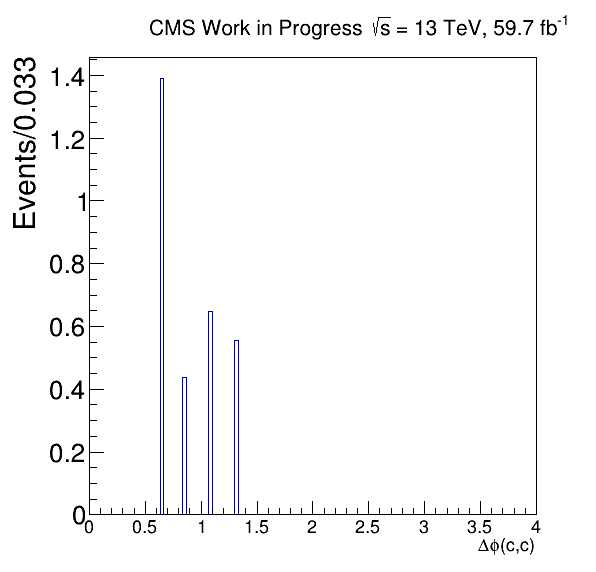 CMS Work in Progress √s = 13 TeV, 59.7 fb⁻¹
Events/0.033
1.4
1.2
1
0.8
0.6
0.4
0.2
0
0 0.5 1 1.5 2 2.5 3 3.5 4
Δϕ(c,c)